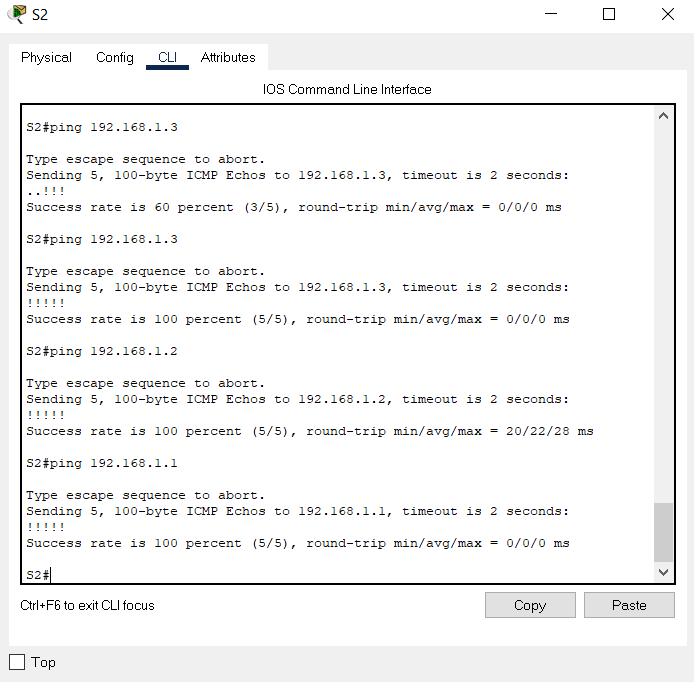 S2
Physical Config CLI Attributes
IOS Command Line Interface
S2#ping 192.168.1.3
Type escape sequence to abort.
Sending 5, 100-byte ICMP Echos to 192.168.1.3, timeout is 2 seconds:
..!!!
Success rate is 60 percent (3/5), round-trip min/avg/max = 0/0/0 ms
S2#ping 192.168.1.3
Type escape sequence to abort.
Sending 5, 100-byte ICMP Echos to 192.168.1.3, timeout is 2 seconds:
!!!!!
Success rate is 100 percent (5/5), round-trip min/avg/max = 0/0/0 ms
S2#ping 192.168.1.2
Type escape sequence to abort.
Sending 5, 100-byte ICMP Echos to 192.168.1.2, timeout is 2 seconds:
!!!!!
Success rate is 100 percent (5/5), round-trip min/avg/max = 20/22/28 ms
S2#ping 192.168.1.1
Type escape sequence to abort.
Sending 5, 100-byte ICMP Echos to 192.168.1.1, timeout is 2 seconds:
!!!!!
Success rate is 100 percent (5/5), round-trip min/avg/max = 0/0/0 ms
S2#
Ctrl+F6 to exit CLI focus
Copy Paste
Top